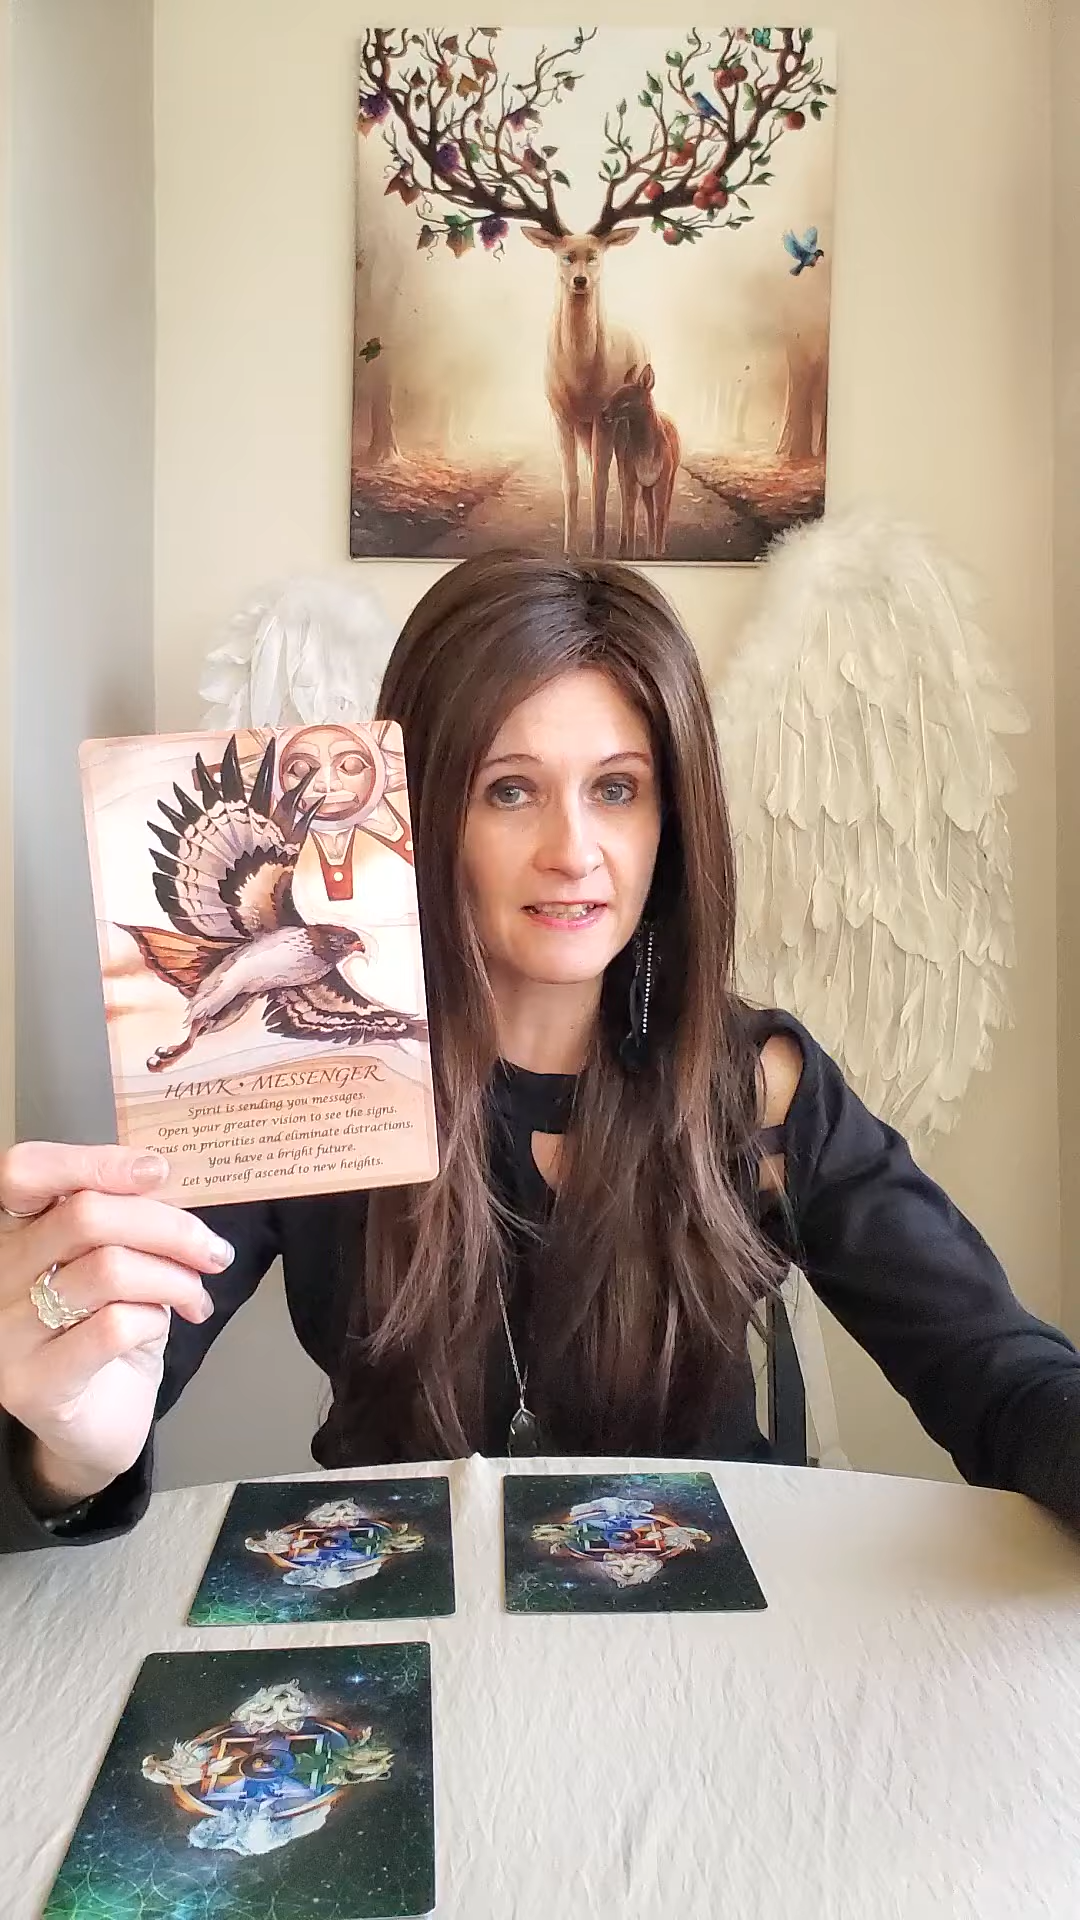 HAWK • MESSENGER
Spirit is sending you messages.
Open your greater vision to see the signs.
Focus on priorities and eliminate distractions.
You have a bright future.
Let yourself ascend to new heights.